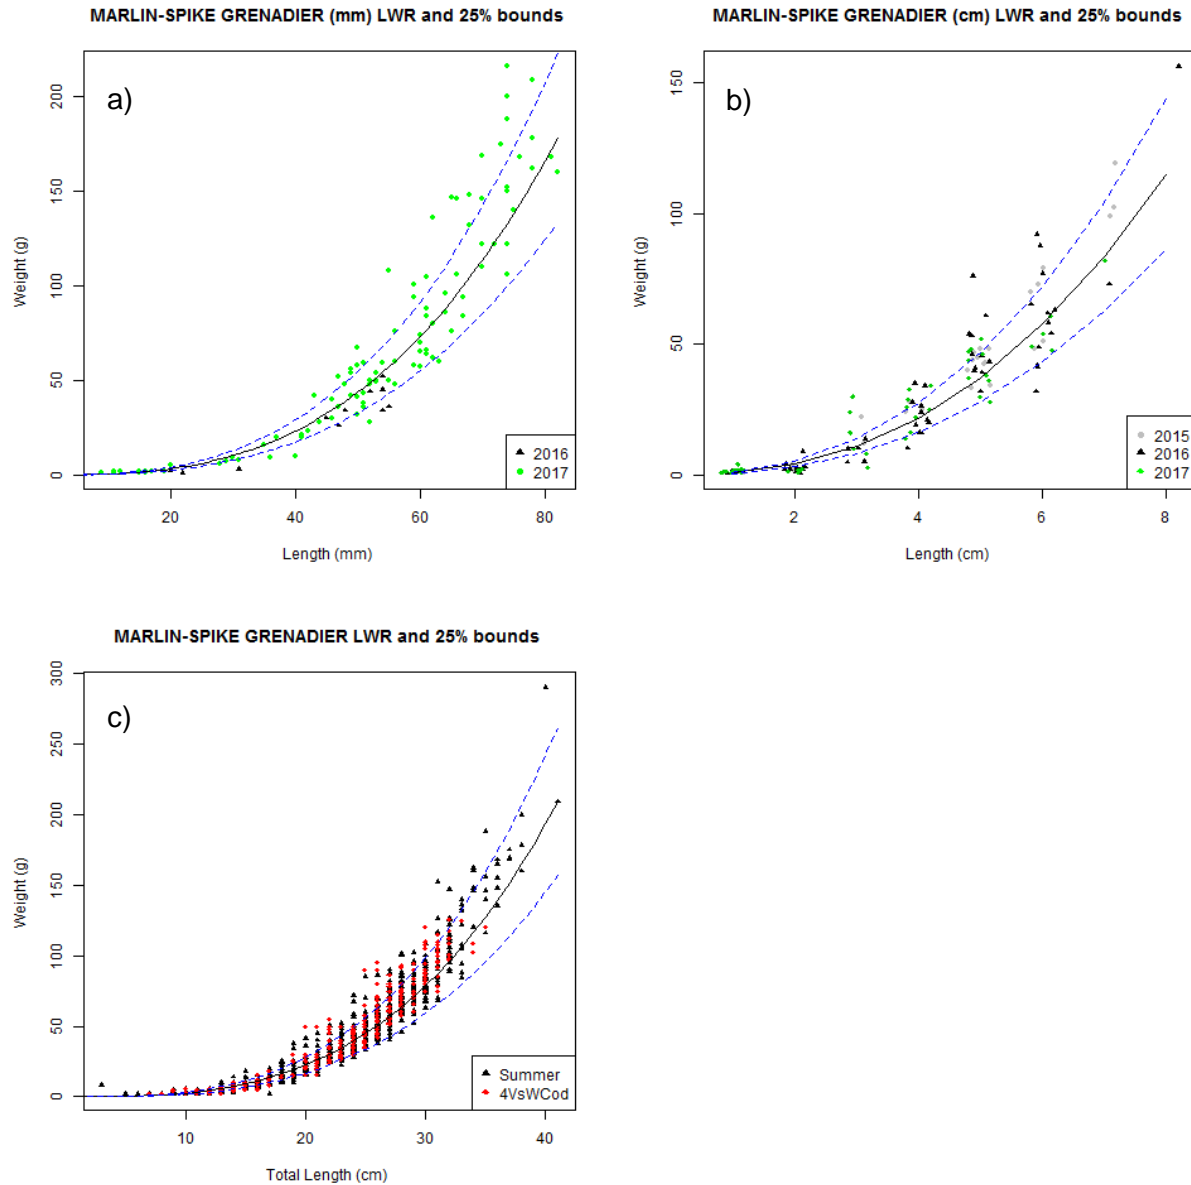 MARLIN-SPIKE GRENADIER (mm) LWR and 25% bounds
a)
Weight (g)
200
150
100
50
0
2016
2017
20
40
60
80
Length (mm)
MARLIN-SPIKE GRENADIER (cm) LWR and 25% bounds
b)
Weight (g)
150
100
50
0
2015
2016
2017
2
4
6
8
Length (cm)
MARLIN-SPIKE GRENADIER LWR and 25% bounds
c)
Weight (g)
300
250
200
150
100
50
0
Summer
4VsWCod
10
20
30
40
Total Length (cm)